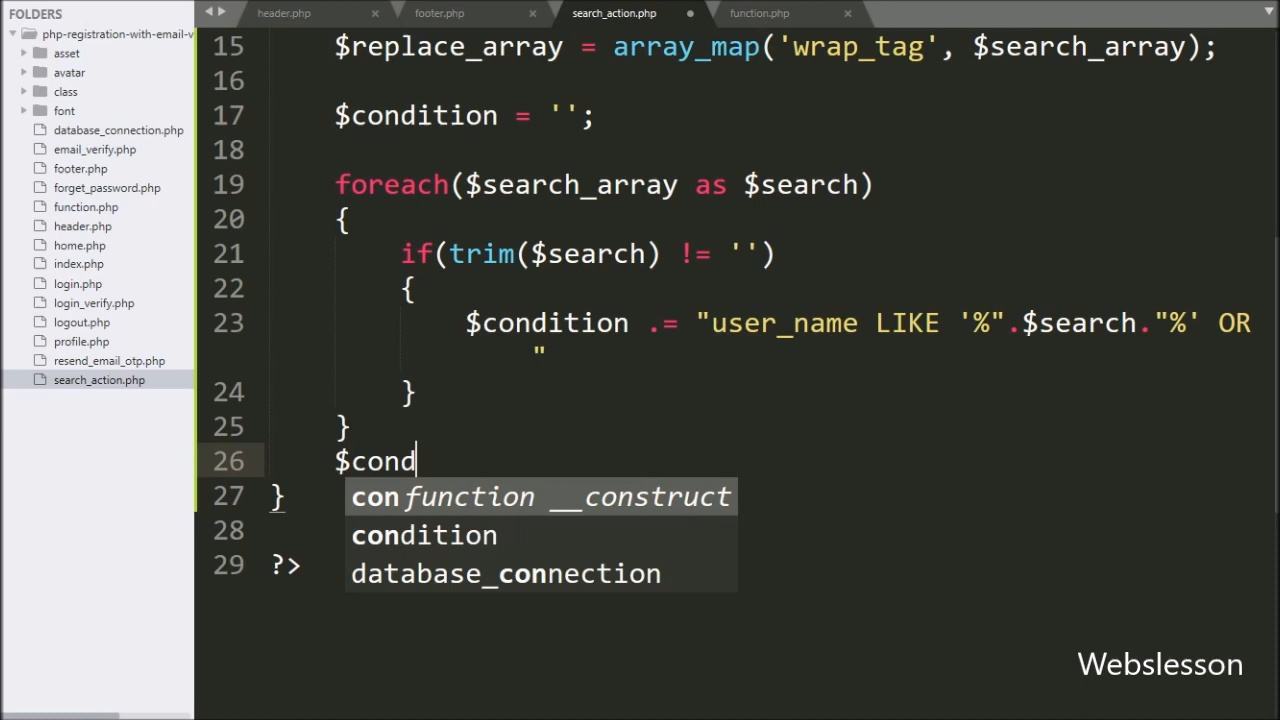 FOLDERS
php-registration-with-email-v
asset
avatar
class
font
database_connection.php
email_verify.php
footer.php
forget_password.php
function.php
header.php
home.php
index.php
login.php
login_verify.php
logout.php
profile.php
resend_email_otp.php
search_action.php
header.php
footer.php
search_action.php
function.php
15 $replace_array = array_map('wrap_tag', $search_array);
16
17 $condition = '';
18
19 foreach($search_array as $search)
20 {
21 if(trim($search) != '')
22 {
23 $condition .= "user_name LIKE '%".$search."%' OR
"
24 }
25 }
26 $cond
27 }
28
29 ?>
con function __construct
condition
database_connection
Webslesson